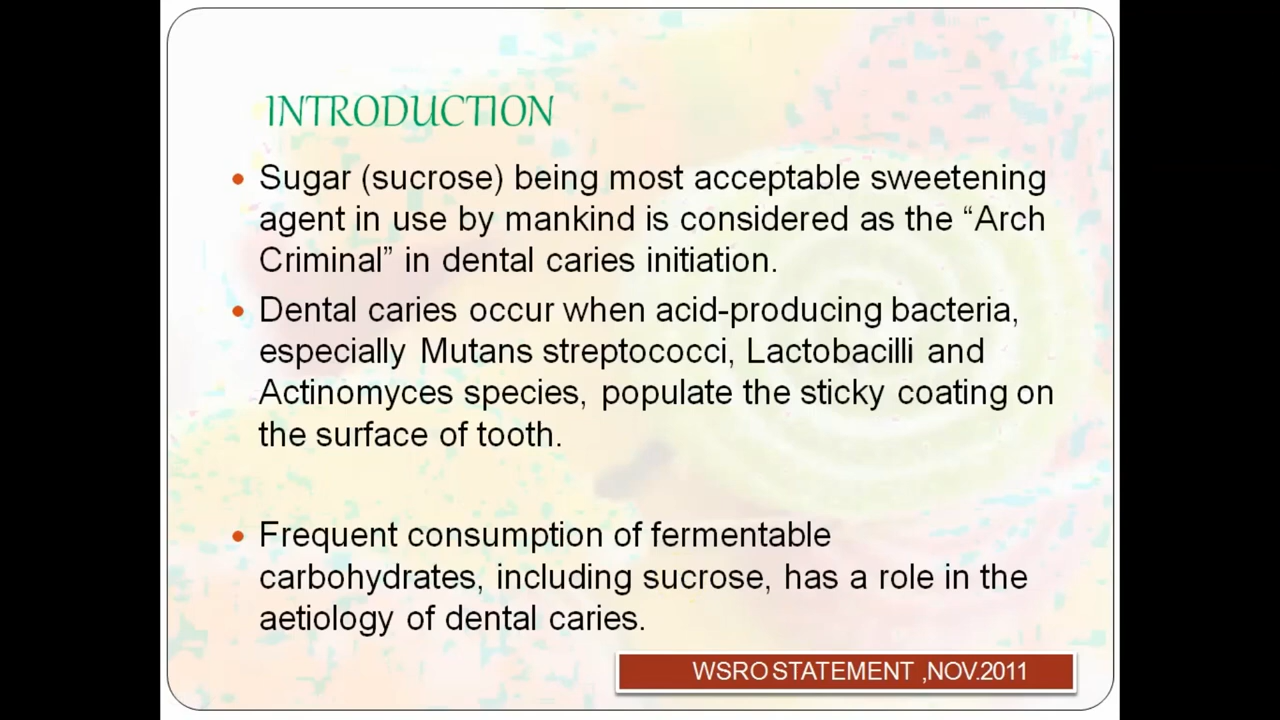 INTRODUCTION
• Sugar (sucrose) being most acceptable sweetening
agent in use by mankind is considered as the “Arch
Criminal” in dental caries initiation.
• Dental caries occur when acid-producing bacteria,
especially Mutans streptococci, Lactobacilli and
Actinomyces species, populate the sticky coating on
the surface of tooth.
• Frequent consumption of fermentable
carbohydrates, including sucrose, has a role in the
aetiology of dental caries.
WSRO STATEMENT ,NOV.2011